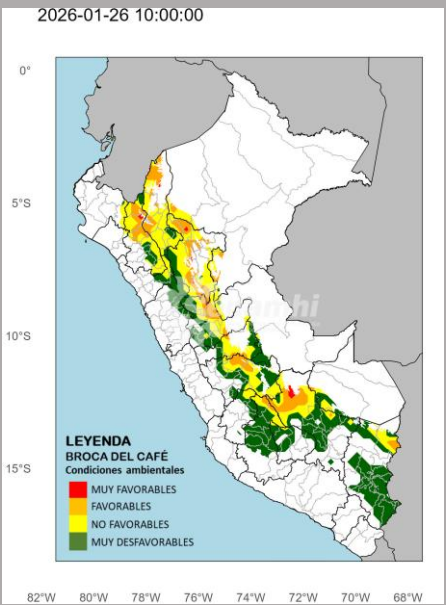 2026-01-26 10:00:00
0°
5°S
10°S
15°S
LEYENDA
BROCA DEL CAFÉ
Condiciones ambientales
MUY FAVORABLES
FAVORABLES
NO FAVORABLES
MUY DESFAVORABLES
82°W 80°W 78°W 76°W 74°W 72°W 70°W 68°W